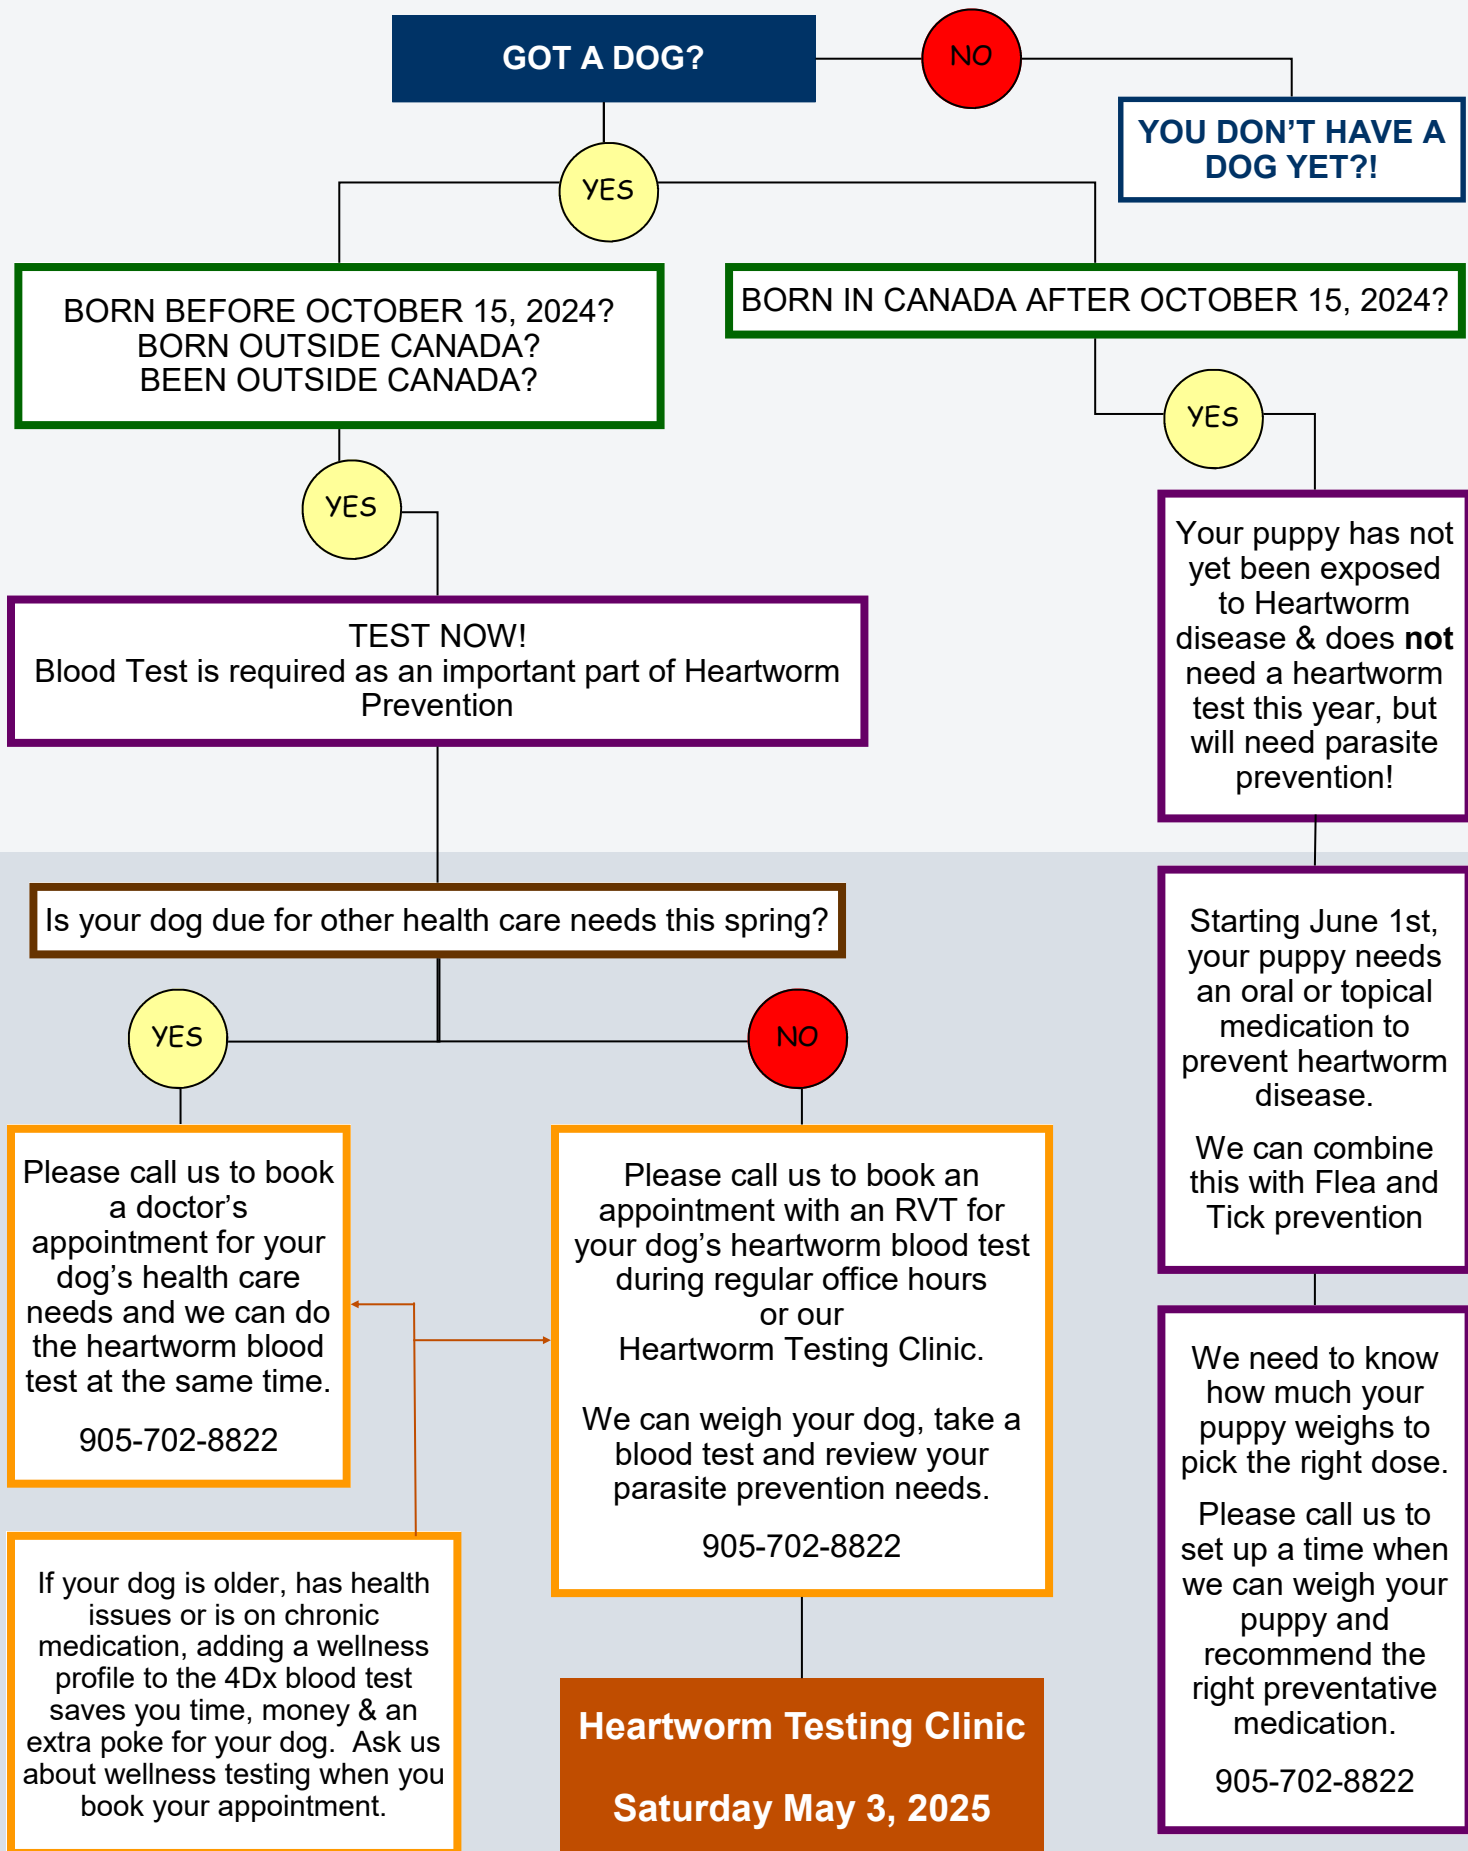 GOT A DOG?
NO
YOU DON'T HAVE A
DOG YET?!
YES
BORN BEFORE OCTOBER 15, 2024?
BORN OUTSIDE CANADA?
BEEN OUTSIDE CANADA?
BORN IN CANADA AFTER OCTOBER 15, 2024?
YES
YES
TEST NOW!
Blood Test is required as an important part of Heartworm
Prevention
Your puppy has not
yet been exposed
to Heartworm
disease & does not
need a heartworm
test this year, but
will need parasite
prevention!
Is your dog due for other health care needs this spring?
YES
NO
Please call us to book
a doctor's
appointment for your
dog's health care
needs and we can do
the heartworm blood
test at the same time.
905-702-8822
Please call us to book an
appointment with an RVT for
your dog's heartworm blood test
during regular office hours
or our
Heartworm Testing Clinic.
We can weigh your dog, take a
blood test and review your
parasite prevention needs.
905-702-8822
Starting June 1st,
your puppy needs
an oral or topical
medication to
prevent heartworm
disease.
We can combine
this with Flea and
Tick prevention
We need to know
how much your
puppy weighs to
pick the right dose.
Please call us to
set up a time when
we can weigh your
puppy and
recommend the
right preventative
medication.
905-702-8822
If your dog is older, has health
issues or is on chronic
medication, adding a wellness
profile to the 4Dx blood test
saves you time, money & an
extra poke for your dog.  Ask us
about wellness testing when you
book your appointment.
Heartworm Testing Clinic
Saturday May 3, 2025